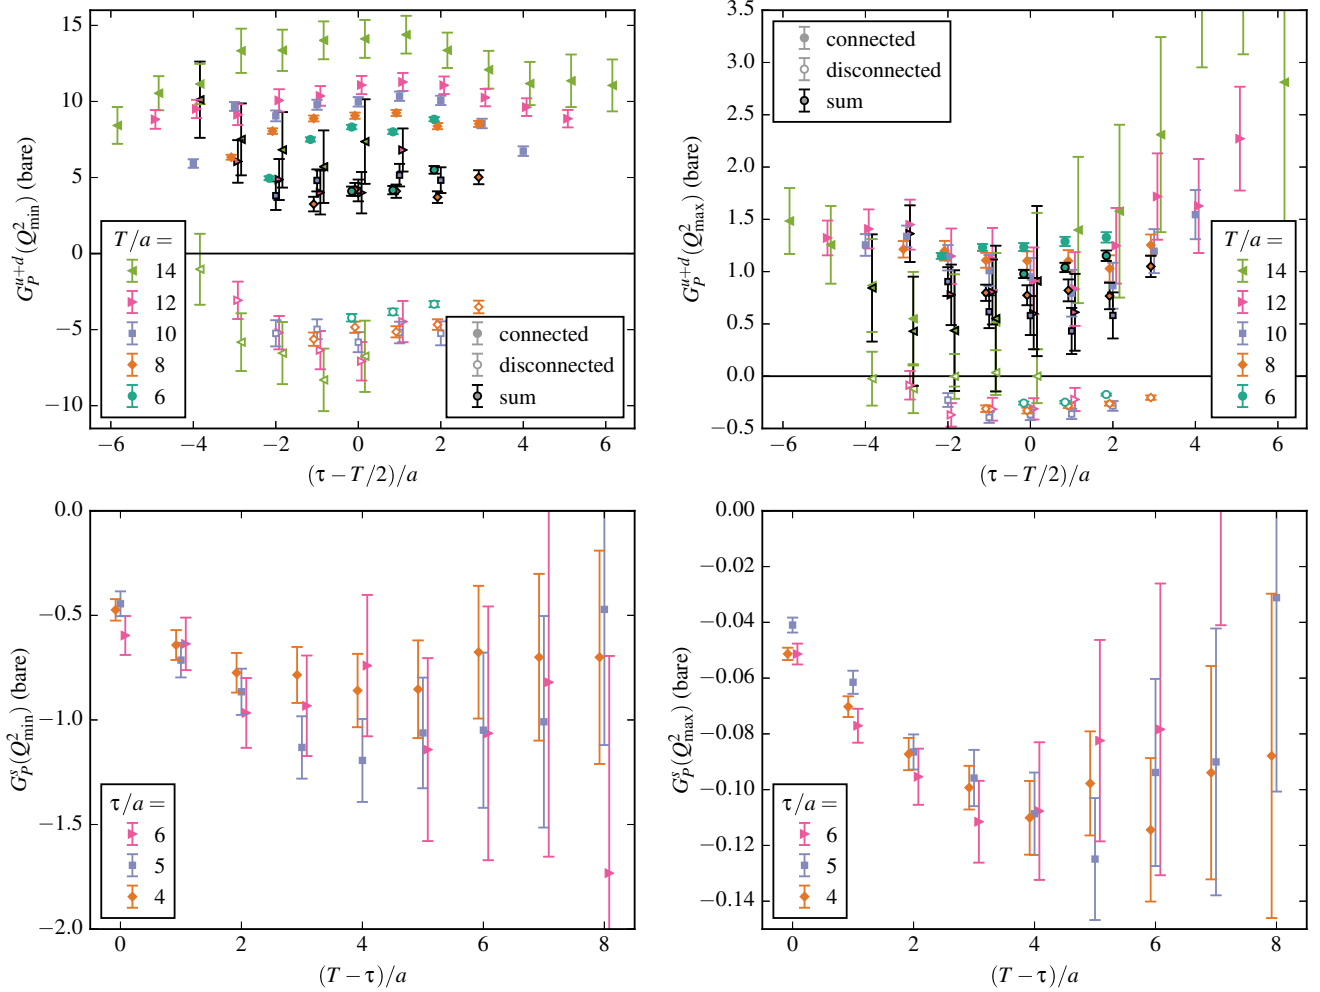 15
10
5
0
−5
−10
G_P^{u+d}(Q²_min) (bare)
T/a =
14
12
10
8
6
connected
disconnected
sum
−6 −4 −2 0 2 4 6
(τ − T/2)/a
3.5
3.0
2.5
2.0
1.5
1.0
0.5
0.0
−0.5
G_P^{u+d}(Q²_max) (bare)
connected
disconnected
sum
T/a =
14
12
10
8
6
−6 −4 −2 0 2 4 6
(τ − T/2)/a
0.0
−0.5
−1.0
−1.5
−2.0
G_P^s(Q²_min) (bare)
τ/a =
6
5
4
0 2 4 6 8
(T − τ)/a
0.00
−0.02
−0.04
−0.06
−0.08
−0.10
−0.12
−0.14
G_P^s(Q²_max) (bare)
τ/a =
6
5
4
0 2 4 6 8
(T − τ)/a